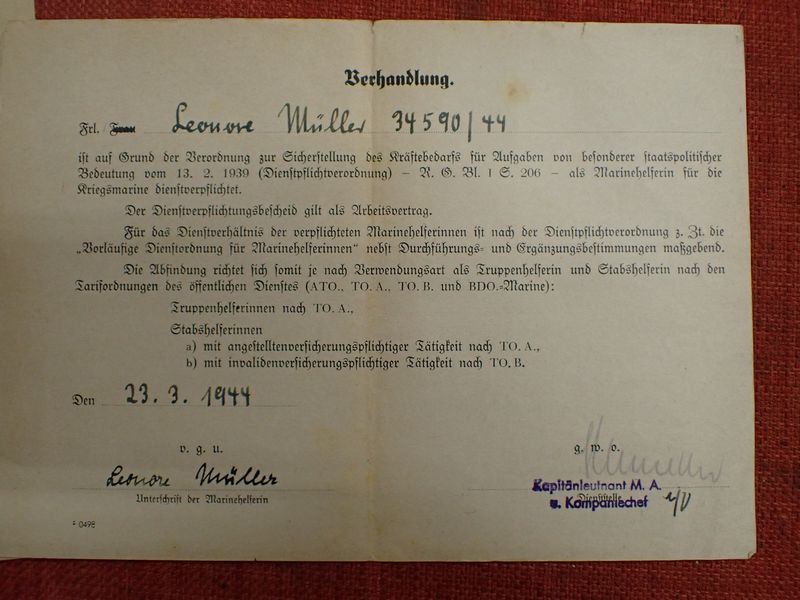 Verhandlung.
Frl. / Frau Leonore Müller 34590/44
ist auf Grund der Verordnung zur Sicherstellung des Kräftebedarfs für Aufgaben von besonderer staatspolitischer
Bedeutung vom 13. 2. 1939 (Dienstpflichtverordnung) – R. G. Bl. I S. 206 – als Marinehelferin für die
Kriegsmarine dienstverpflichtet.
Der Dienstverpflichtungsbescheid gilt als Arbeitsvertrag.
Für das Dienstverhältnis der verpflichteten Marinehelferinnen ist nach der Dienstpflichtverordnung z. Zt. die
„Vorläufige Dienstordnung für Marinehelferinnen" nebst Durchführungs- und Ergänzungsbestimmungen maßgebend.
Die Abfindung richtet sich somit je nach Verwendungsart als Truppenhelferin und Stabshelferin nach den
Tarifordnungen des öffentlichen Dienstes (ATO., TO. A., TO. B. und BDO.-Marine):
Truppenhelferinnen nach TO. A.,
Stabshelferinnen
a) mit angestelltenversicherungspflichtiger Tätigkeit nach TO. A.,
b) mit invalidenversicherungspflichtiger Tätigkeit nach TO. B.
Den 23. 3. 1944
v. g. u. g. w. o.
Leonore Müller
Kapitänleutnant M. A.
Unterschrift der Marinehelferin Dienststelle
u. Kompaniechef
0498